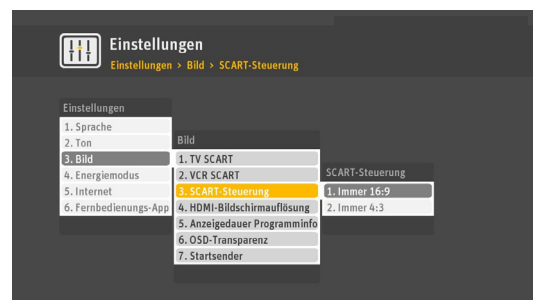 Einstellungen
Einstellungen > Bild > SCART-Steuerung
Einstellungen
1. Sprache
2. Ton
3. Bild
4. Energiemodus
5. Internet
6. Fernbedienungs-App
Bild
1. TV SCART
2. VCR SCART
3. SCART-Steuerung
4. HDMI-Bildschirmauflösung
5. Anzeigedauer Programminfo
6. OSD-Transparenz
7. Startsender
SCART-Steuerung
1. Immer 16:9
2. Immer 4:3